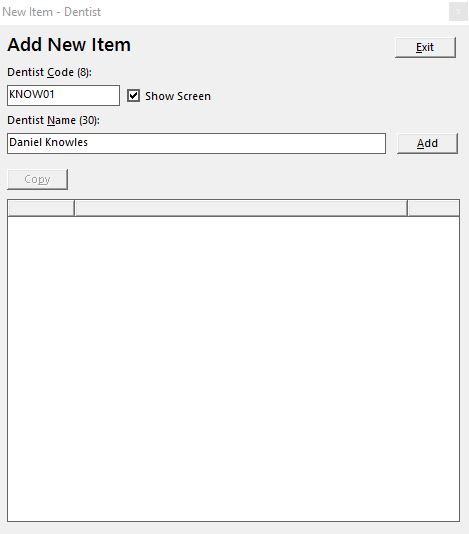 New Item - Dentist
x
Add New Item
Exit
Dentist Code (8):
KNOW01
Show Screen
Dentist Name (30):
Daniel Knowles
Add
Copy